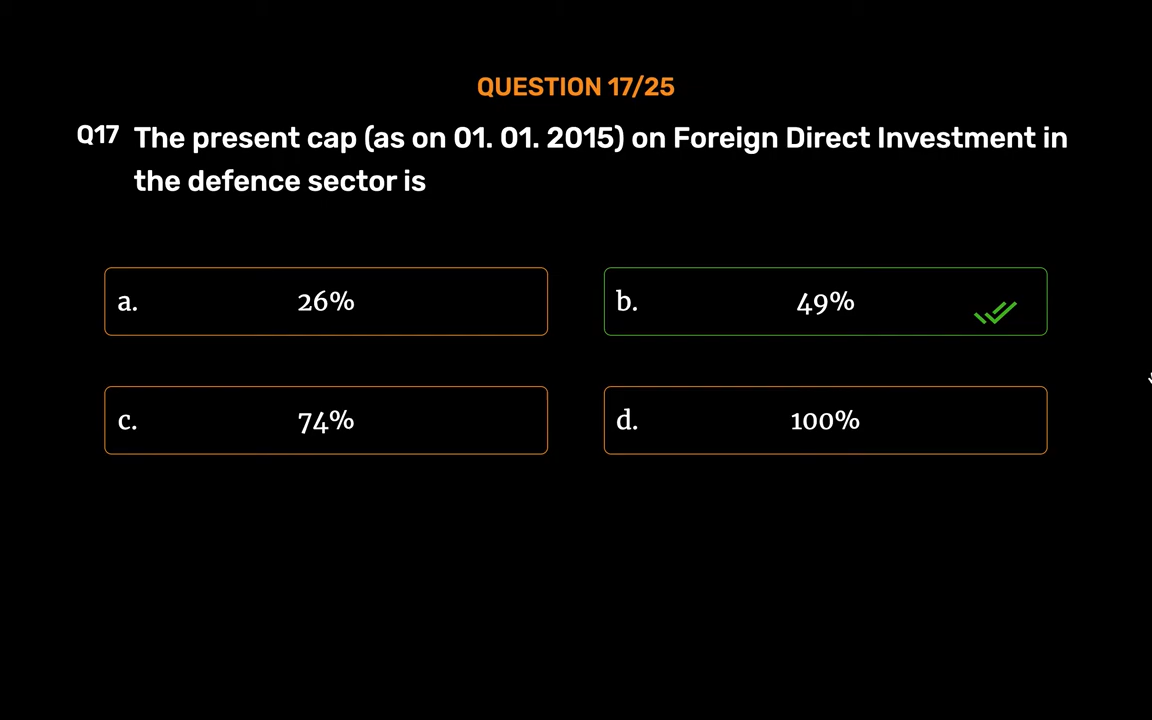 QUESTION 17/25
Q17 The present cap (as on 01. 01. 2015) on Foreign Direct Investment in
the defence sector is
a. 26%
b. 49%
c. 74%
d. 100%